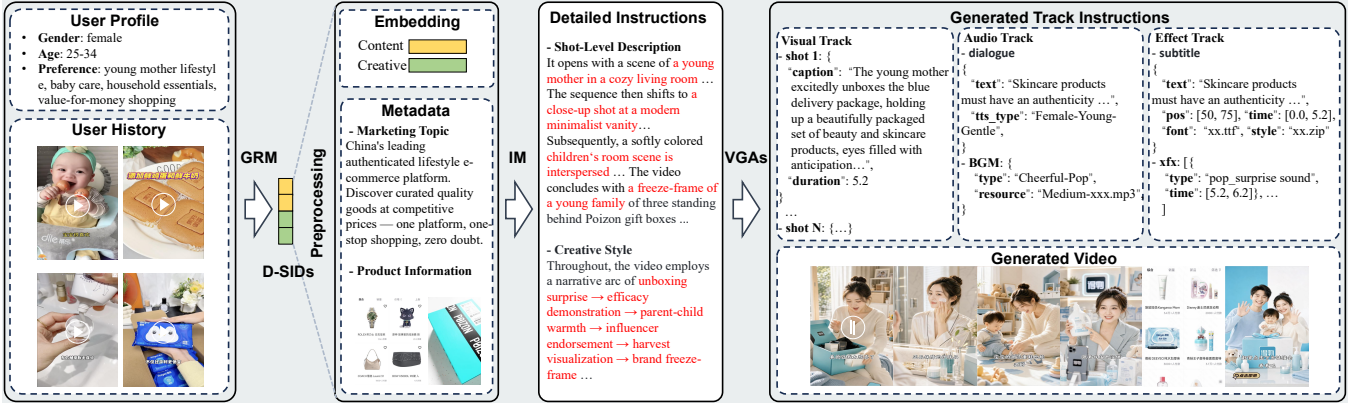 User Profile
• Gender: female
• Age: 25-34
• Preference: young mother lifestyl
e, baby care, household essentials,
value-for-money shopping
User History
GRM
D-SIDs
Preprocessing
Embedding
Content
Creative
Metadata
- Marketing Topic
China's leading
authenticated lifestyle e-
commerce platform.
Discover curated quality
goods at competitive
prices — one platform, one-
stop shopping, zero doubt.
- Product Information
POIZON
IM
Detailed Instructions
- Shot-Level Description
It opens with a scene of a young
mother in a cozy living room …
The sequence then shifts to a
close-up shot at a modern
minimalist vanity…
Subsequently, a softly colored
children's room scene is
interspersed … The video
concludes with a freeze-frame of
a young family of three standing
behind Poizon gift boxes ...
- Creative Style
Throughout, the video employs
a narrative arc of unboxing
surprise → efficacy
demonstration → parent-child
warmth → influencer
endorsement → harvest
visualization → brand freeze-
frame …
VGAs
Generated Track Instructions
Visual Track
- shot 1: {
"caption": "The young mother
excitedly unboxes the blue
delivery package, holding
up a beautifully packaged
set of beauty and skincare
products, eyes filled with
anticipation…",
"duration": 5.2
}
…
- shot N: {…}
Audio Track
- dialogue
{
"text": "Skincare products
must have an authenticity …",
"tts_type": "Female-Young-
Gentle",
}
- BGM: {
"type": "Cheerful-Pop",
"resource": "Medium-xxx.mp3"
}
Effect Track
- subtitle
{
"text": "Skincare products
must have an authenticity …",
"pos": [50, 75], "time": [0.0, 5.2],
"font": "xx.ttf", "style": "xx.zip"
}
- xfx: [{
"type": "pop_surprise sound",
"time": [5.2, 6.2]}, …
]
Generated Video
得物